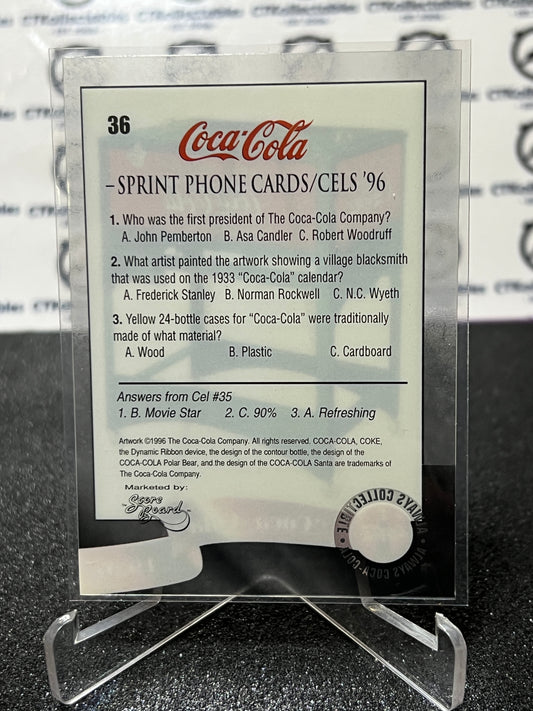 36
Coca-Cola
–SPRINT PHONE CARDS/CELS '96
1. Who was the first president of The Coca-Cola Company?
A. John Pemberton B. Asa Candler C. Robert Woodruff
2. What artist painted the artwork showing a village blacksmith
that was used on the 1933 "Coca-Cola" calendar?
A. Frederick Stanley B. Norman Rockwell C. N.C. Wyeth
3. Yellow 24-bottle cases for "Coca-Cola" were traditionally
made of what material?
A. Wood B. Plastic C. Cardboard
Answers from Cel #35
1. B. Movie Star 2. C. 90% 3. A. Refreshing
Artwork ©1996 The Coca-Cola Company. All rights reserved. COCA-COLA, COKE,
the Dynamic Ribbon device, the design of the contour bottle, the design of
the COCA-COLA Polar Bear, and the design of the COCA-COLA Santa are trademarks of
The Coca-Cola Company.
Marketed by:
Score Board
ALWAYS COLLECTIBLE • ALWAYS COCA-COLA